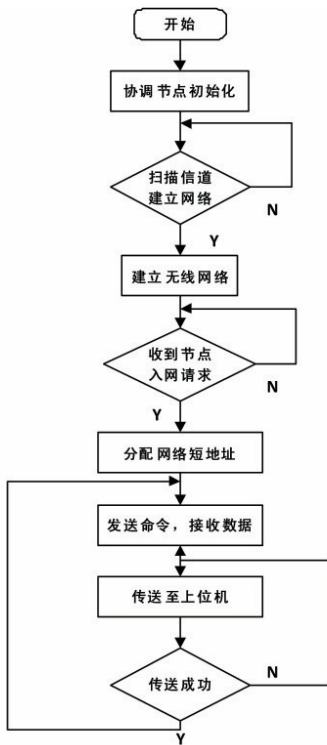 开始
协调节点初始化
扫描信道
建立网络
N
Y
建立无线网络
收到节点
入网请求
N
Y
分配网络短地址
发送命令，接收数据
传送至上位机
N
传送成功
Y